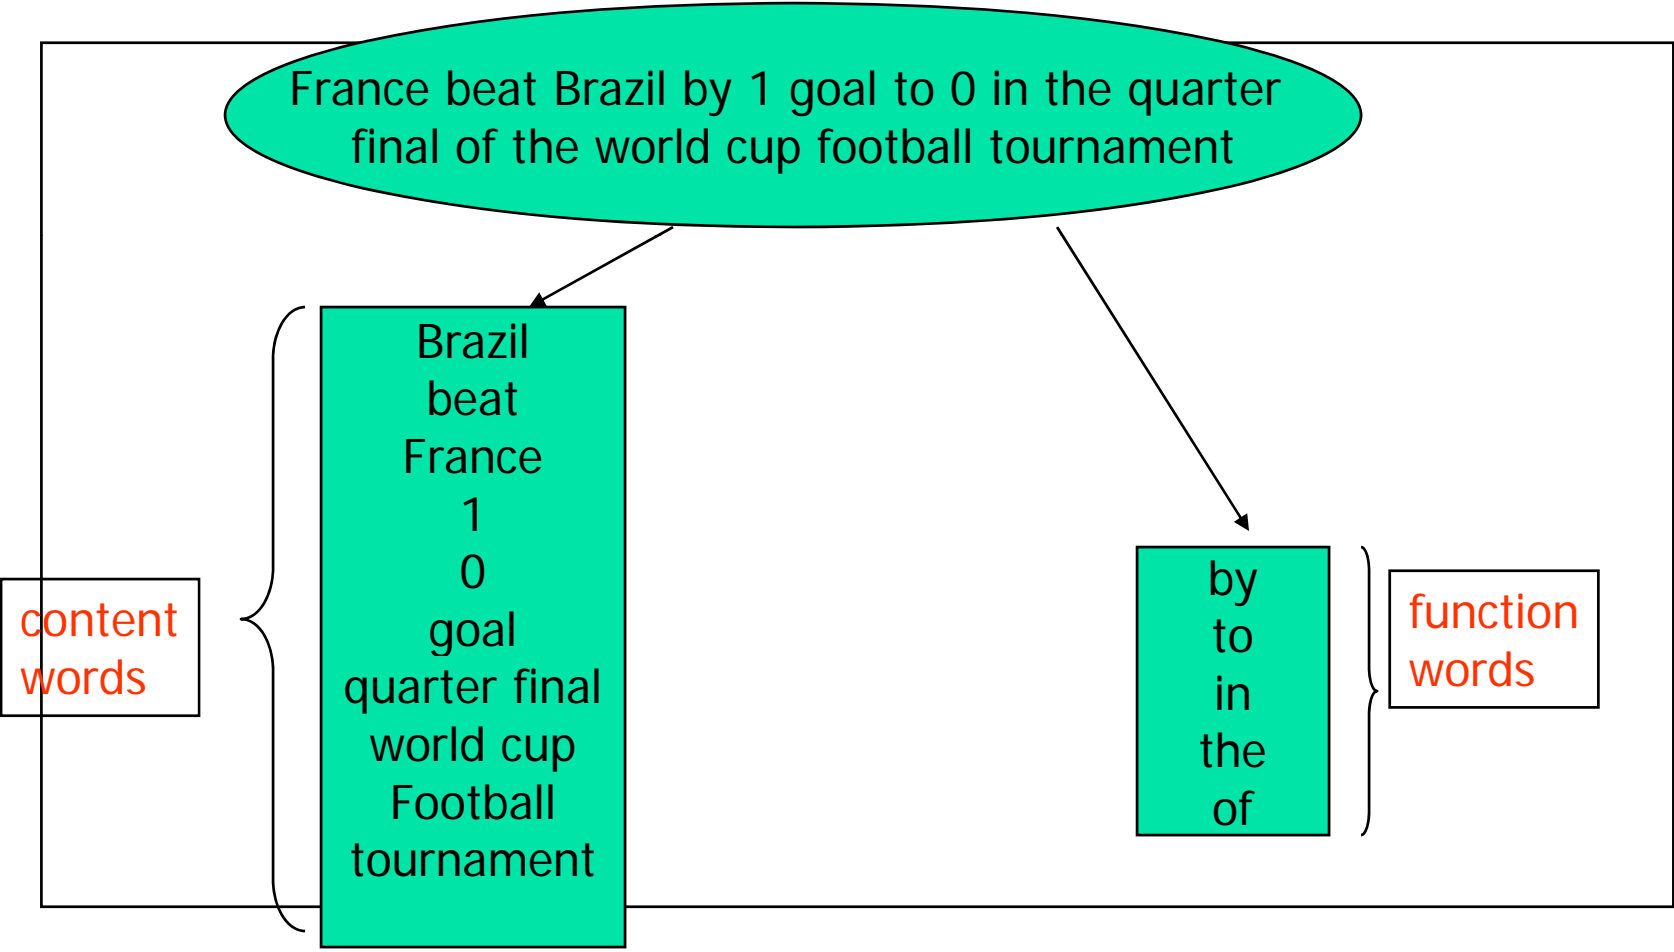 France beat Brazil by 1 goal to 0 in the quarter
final of the world cup football tournament
Brazil
beat
France
1
0
goal
quarter final
world cup
Football
tournament
content
words
by
to
in
the
of
function
words